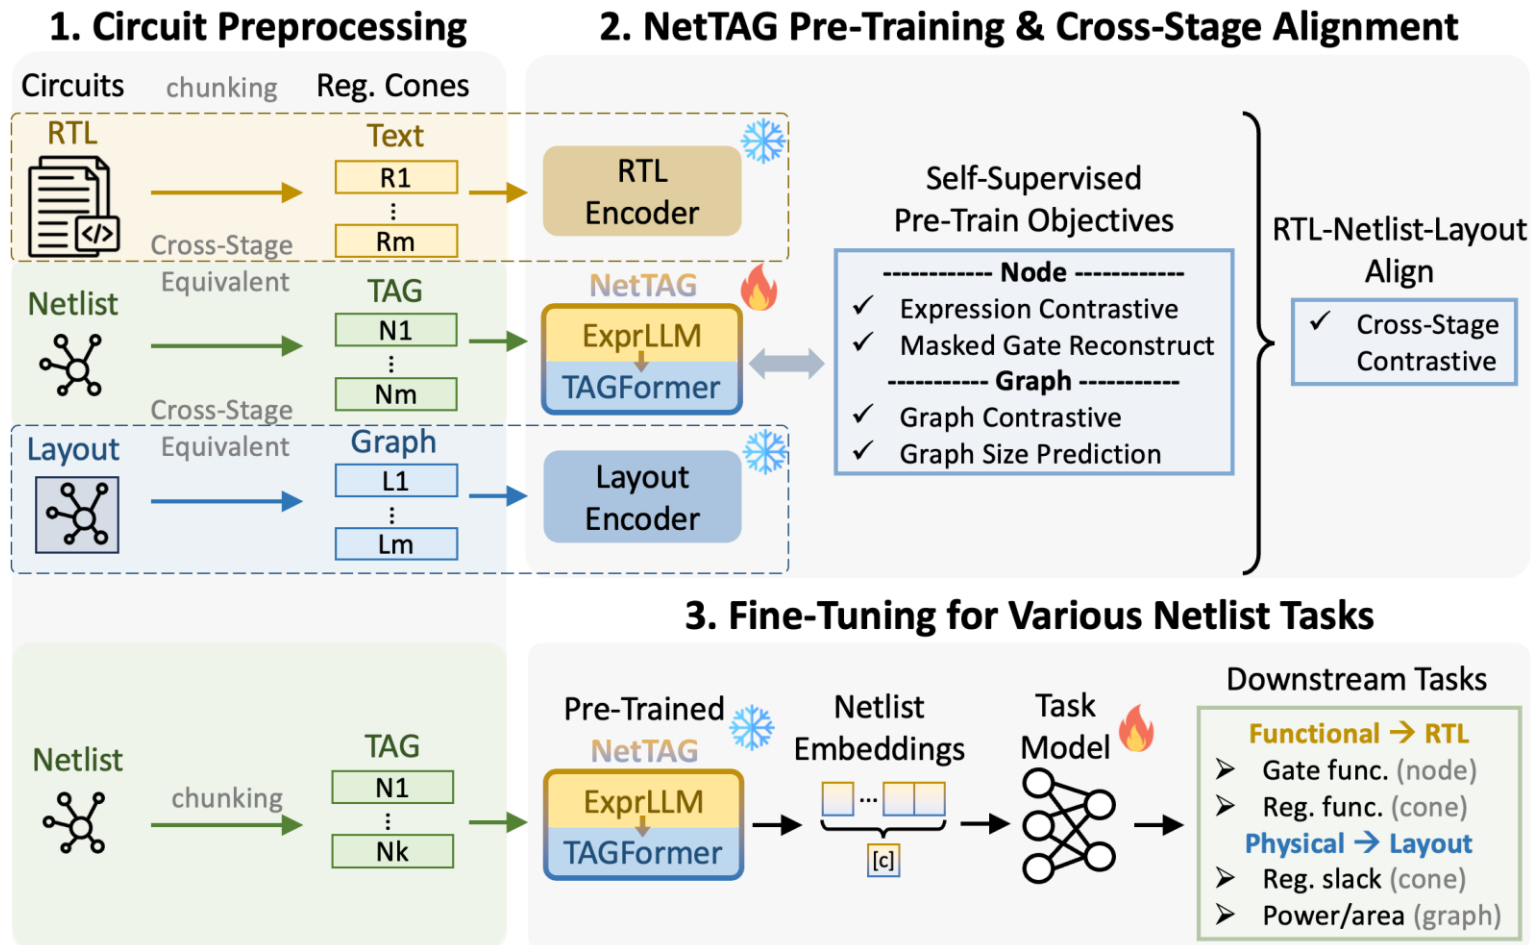 1. Circuit Preprocessing
Circuits
chunking
Reg. Cones
RTL
Text
</>
R1
⋮
Rm
Cross-Stage
Equivalent
Netlist
TAG
N1
⋮
Nm
Cross-Stage
Equivalent
Layout
Graph
L1
⋮
Lm
2. NetTAG Pre-Training & Cross-Stage Alignment
RTL
Encoder
NetTAG
ExprLLM
TAGFormer
Layout
Encoder
Self-Supervised
Pre-Train Objectives
------------ Node ------------
✓ Expression Contrastive
✓ Masked Gate Reconstruct
----------- Graph -----------
✓ Graph Contrastive
✓ Graph Size Prediction
RTL-Netlist-Layout
Align
✓ Cross-Stage
Contrastive
3. Fine-Tuning for Various Netlist Tasks
Netlist
chunking
TAG
N1
⋮
Nk
Pre-Trained
NetTAG
ExprLLM
TAGFormer
Netlist
Embeddings
...
[c]
Task
Model
Downstream Tasks
Functional → RTL
➢ Gate func. (node)
➢ Reg. func. (cone)
Physical → Layout
➢ Reg. slack (cone)
➢ Power/area (graph)